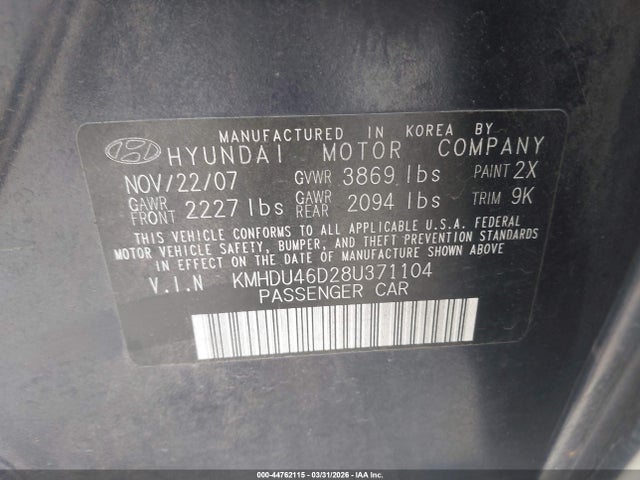 MANUFACTURED IN KOREA BY
HYUNDAI MOTOR COMPANY
NOV/22/07 GVWR 3869 lbs PAINT 2X
GAWR FRONT 2227 lbs GAWR REAR 2094 lbs TRIM 9K
THIS VEHICLE CONFORMS TO ALL APPLICABLE U.S.A. FEDERAL
MOTOR VEHICLE SAFETY, BUMPER, AND THEFT PREVENTION STANDARDS
IN EFFECT ON THE DATE OF MANUFACTURE SHOWN ABOVE
V.I.N KMHDU46D28U371104
PASSENGER CAR
000-44762115 - 03/31/2026 - IAA Inc.